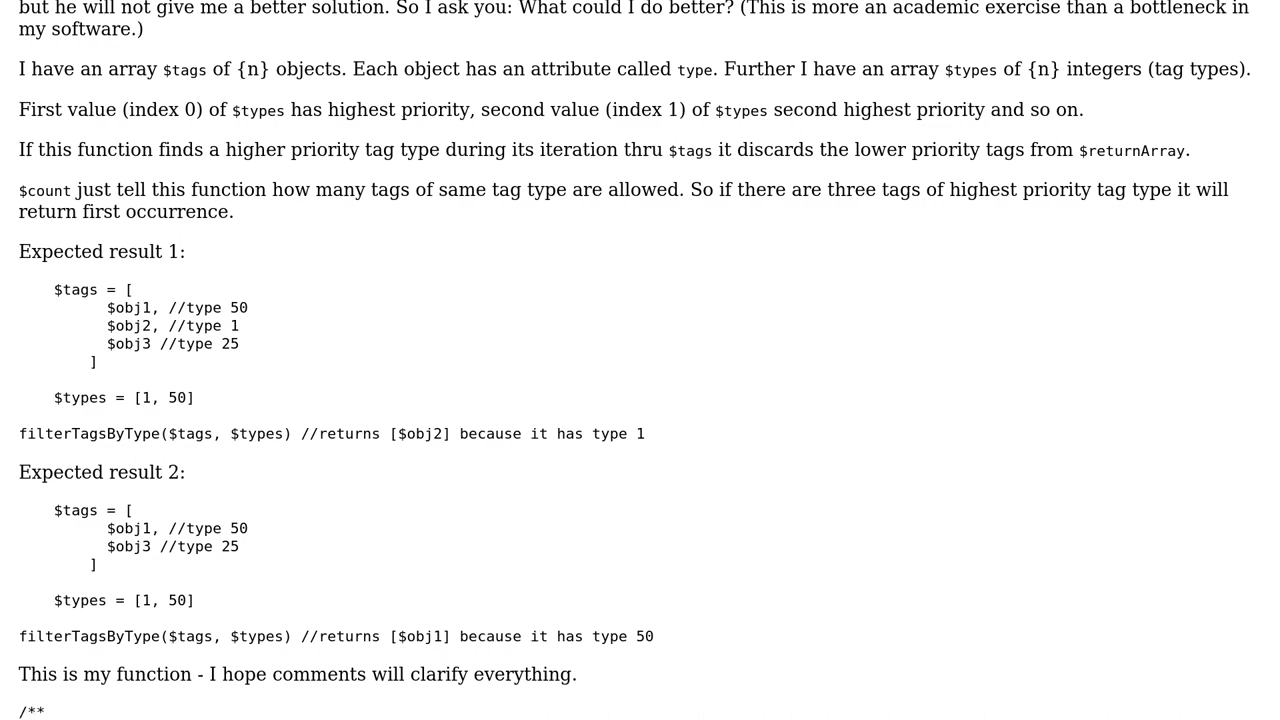 but he will not give me a better solution. So I ask you: What could I do better? (This is more an academic exercise than a bottleneck in
my software.)
I have an array $tags of {n} objects. Each object has an attribute called type. Further I have an array $types of {n} integers (tag types).
First value (index 0) of $types has highest priority, second value (index 1) of $types second highest priority and so on.
If this function finds a higher priority tag type during its iteration thru $tags it discards the lower priority tags from $returnArray.
$count just tell this function how many tags of same tag type are allowed. So if there are three tags of highest priority tag type it will
return first occurrence.
Expected result 1:
$tags = [
$obj1, //type 50
$obj2, //type 1
$obj3 //type 25
]
$types = [1, 50]
filterTagsByType($tags, $types) //returns [$obj2] because it has type 1
Expected result 2:
$tags = [
$obj1, //type 50
$obj3 //type 25
]
$types = [1, 50]
filterTagsByType($tags, $types) //returns [$obj1] because it has type 50
This is my function - I hope comments will clarify everything.
/**